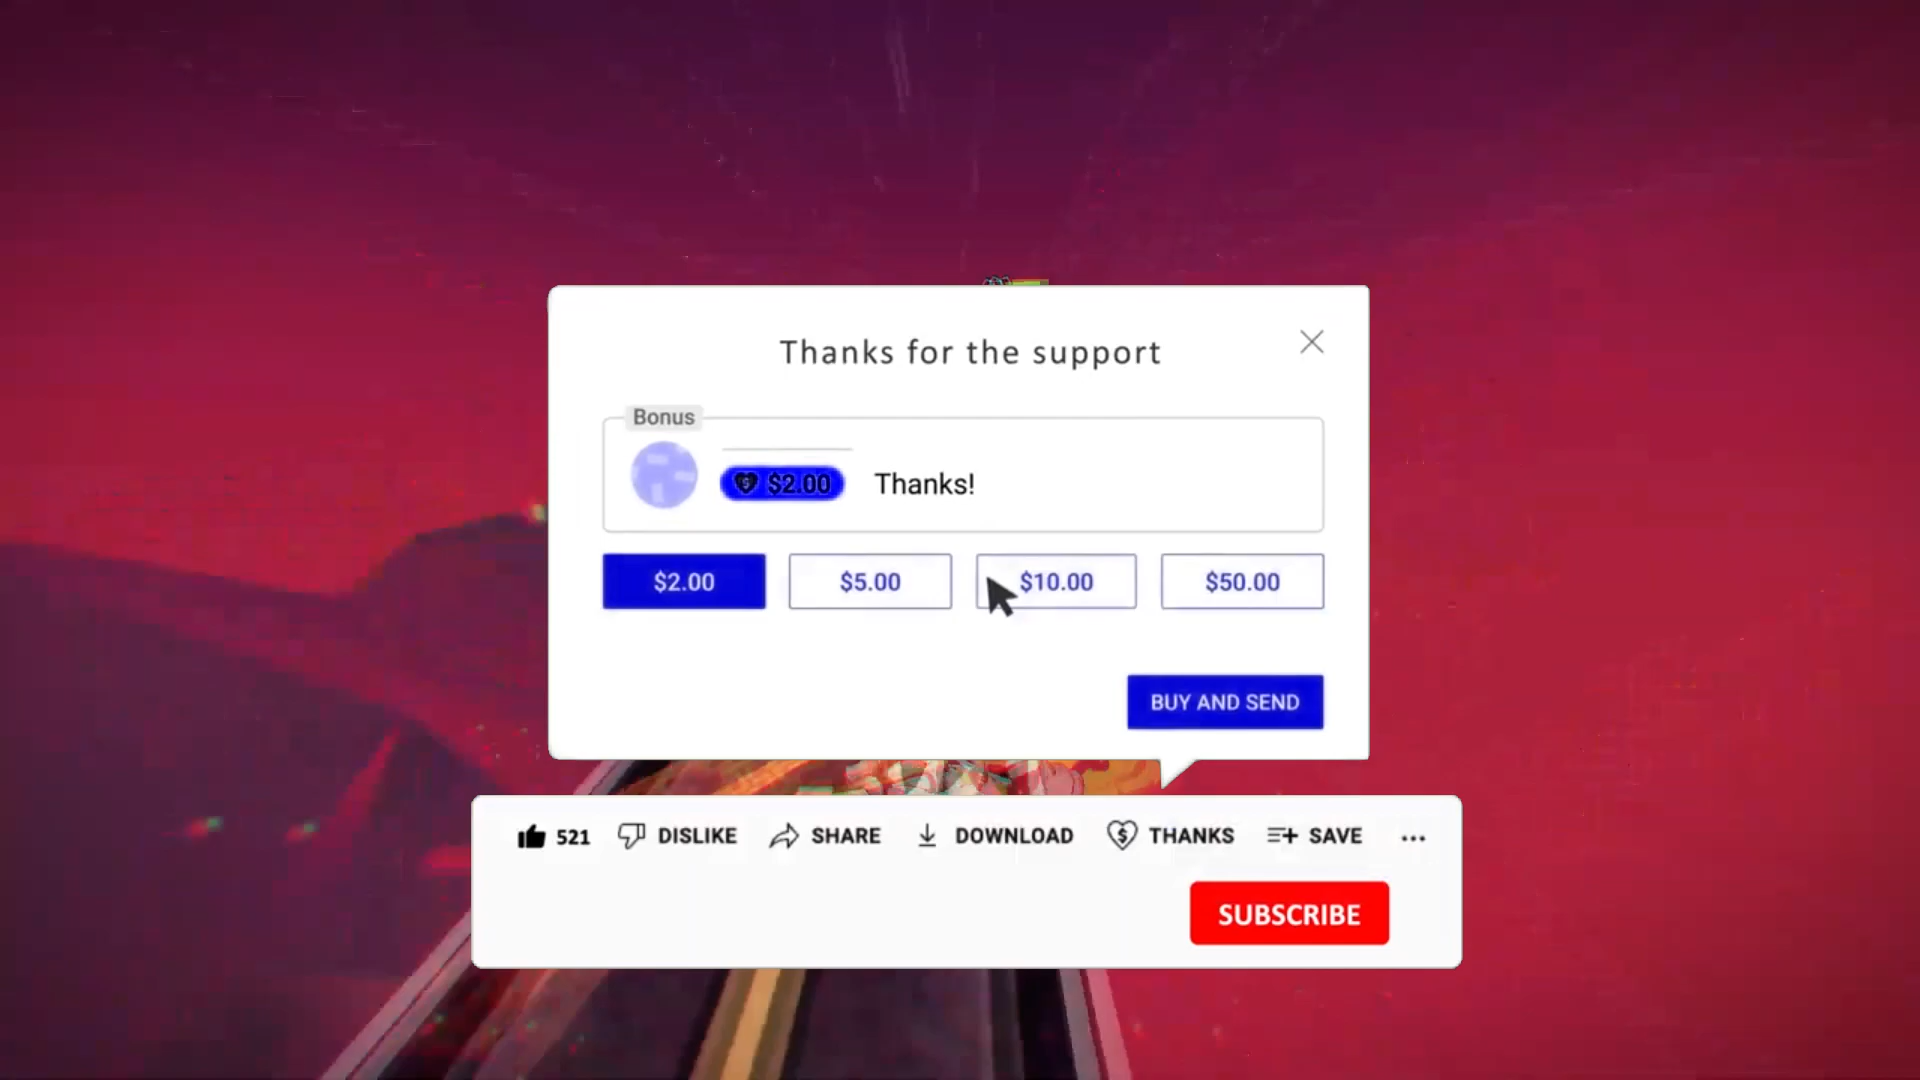 Thanks for the support
Bonus
$2.00 Thanks!
$2.00 $5.00 $10.00 $50.00
BUY AND SEND
521 DISLIKE SHARE DOWNLOAD THANKS SAVE ...
SUBSCRIBE